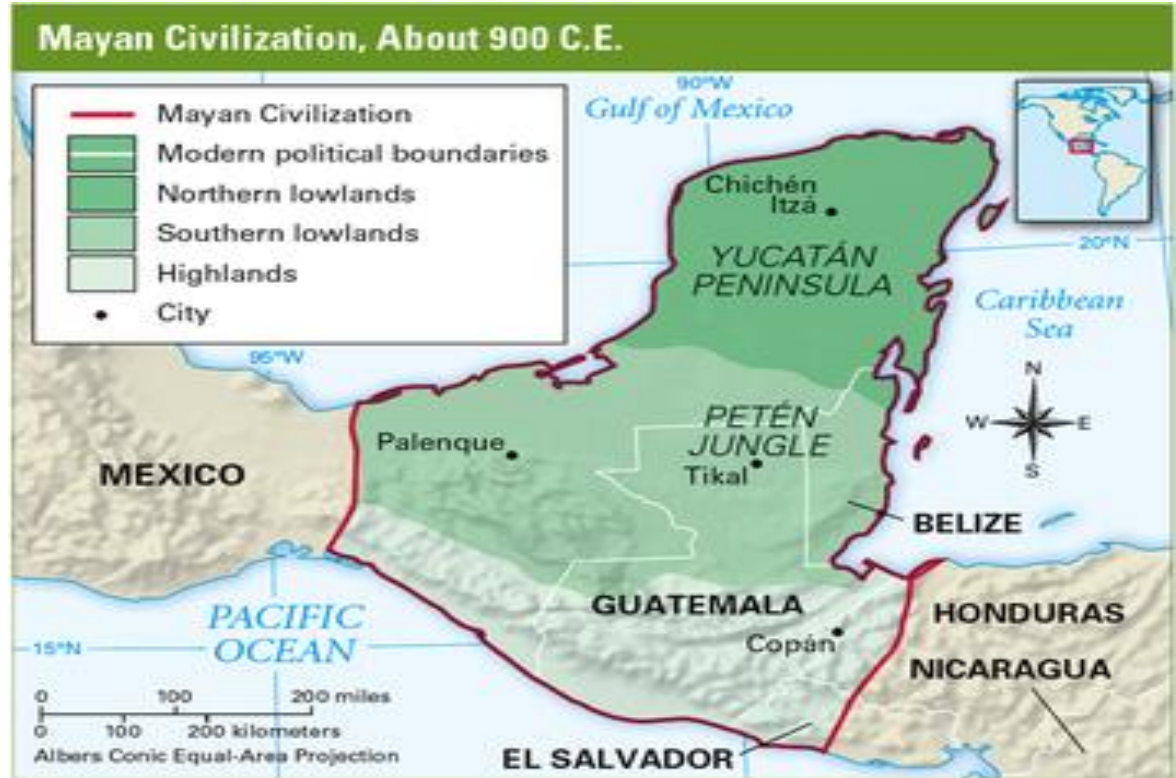 Mayan Civilization, About 900 C.E.
Mayan Civilization
Modern political boundaries
Northern lowlands
Southern lowlands
Highlands
City
90°W
Gulf of Mexico
Chichén
Itzá
20°N
YUCATÁN
PENINSULA
Caribbean
Sea
95°W
N
W
E
S
PETÉN
JUNGLE
Palenque
Tikal
MEXICO
BELIZE
GUATEMALA
HONDURAS
PACIFIC
OCEAN
Copán
15°N
NICARAGUA
0 100 200 miles
0 100 200 kilometers
Albers Conic Equal-Area Projection
EL SALVADOR